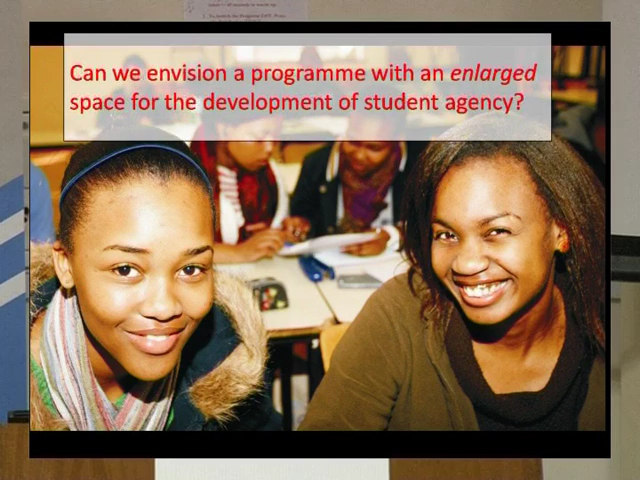 Can we envision a programme with an enlarged
space for the development of student agency?